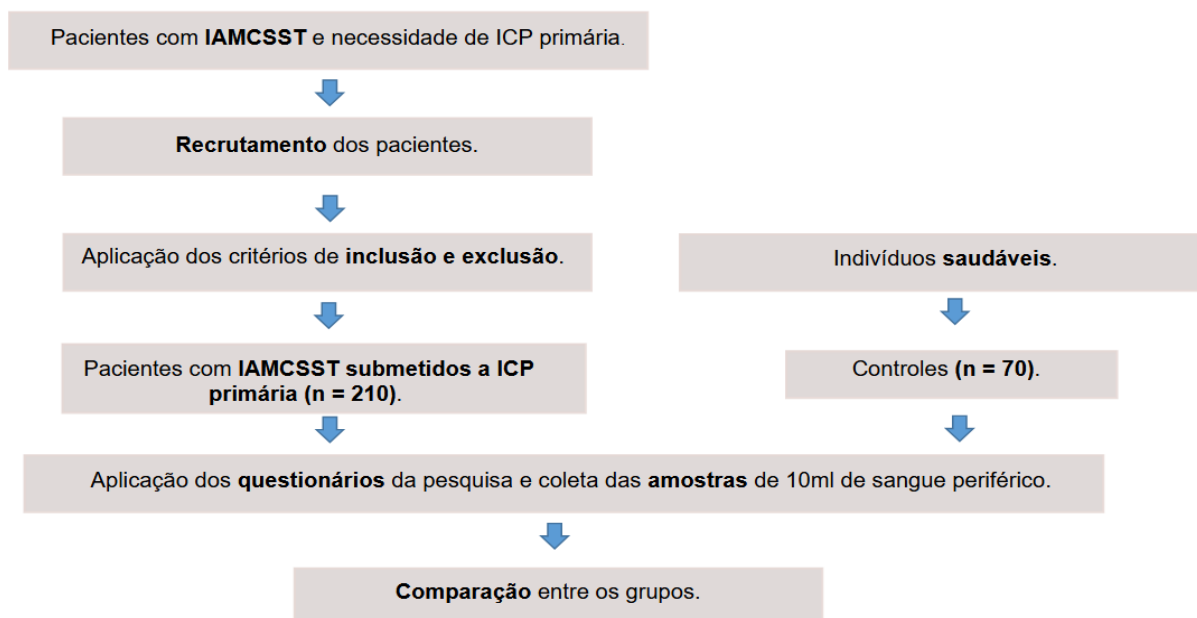 Pacientes com IAMCSST e necessidade de ICP primária.
Recrutamento dos pacientes.
Aplicação dos critérios de inclusão e exclusão.
Indivíduos saudáveis.
Pacientes com IAMCSST submetidos a ICP
primária (n = 210).
Controles (n = 70).
Aplicação dos questionários da pesquisa e coleta das amostras de 10ml de sangue periférico.
Comparação entre os grupos.